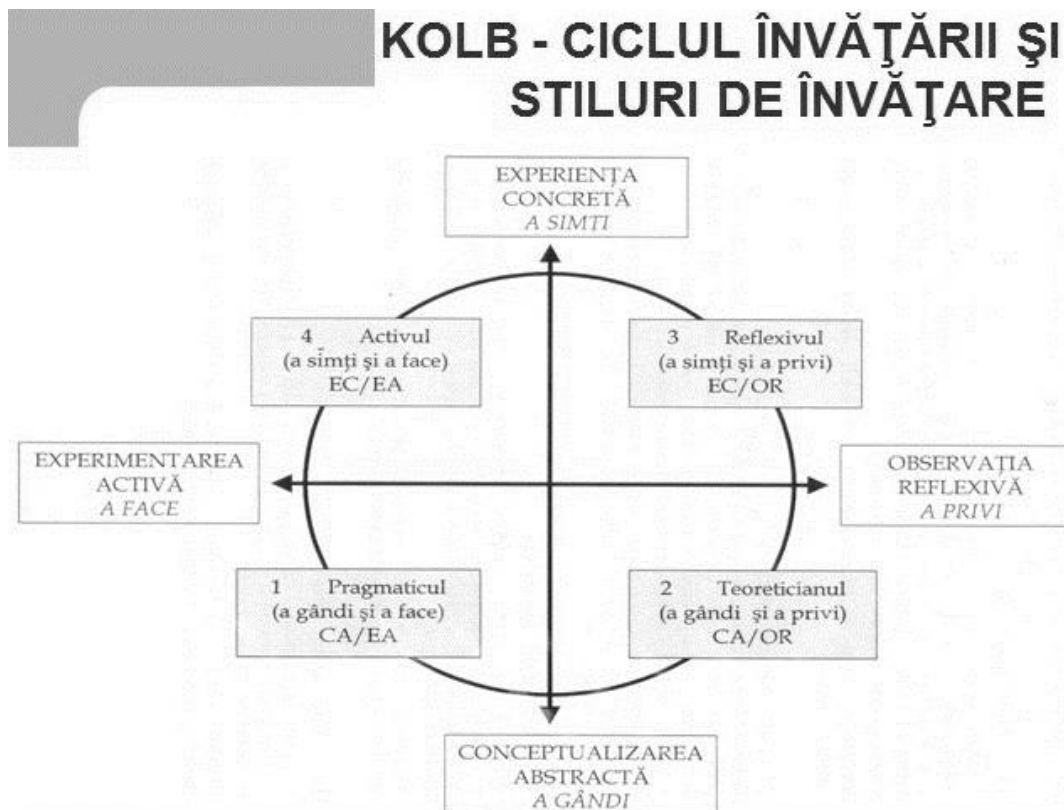 KOLB - CICLUL ÎNVĂŢĂRII ŞI
STILURI DE ÎNVĂŢARE
EXPERIENŢA
CONCRETĂ
A SIMŢI
4 Activul
(a simţi şi a face)
EC/EA
3 Reflexivul
(a simţi şi a privi)
EC/OR
EXPERIMENTAREA
ACTIVĂ
A FACE
OBSERVAŢIA
REFLEXIVĂ
A PRIVI
1 Pragmaticul
(a gândi şi a face)
CA/EA
2 Teoreticianul
(a gândi şi a privi)
CA/OR
CONCEPTUALIZAREA
ABSTRACTĂ
A GÂNDI